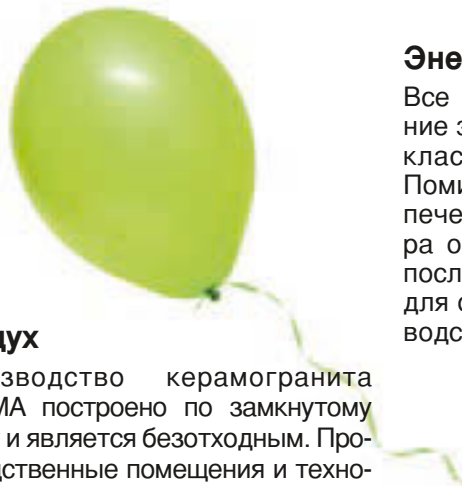 дух
зводство керамогранита
МА построено по замкнутому
и является безотходным. Про-
дственные помещения и техно-
Эне
Все
ние
клас
Поми
пече
ра о
посл
для с
водс